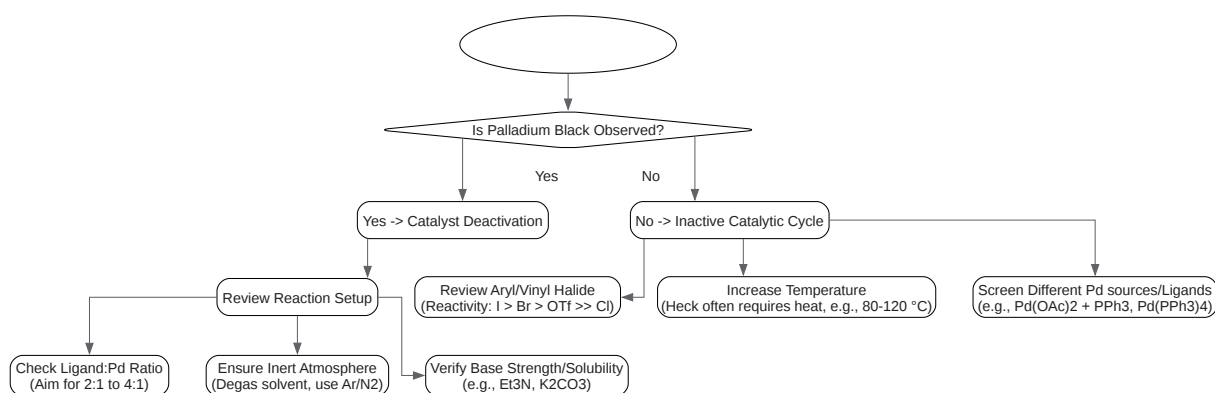 Is Palladium Black Observed?
Yes
No
Yes -> Catalyst Deactivation
No -> Inactive Catalytic Cycle
Review Reaction Setup
Review Aryl/Vinyl Halide
(Reactivity: I > Br > OTf >> Cl)
Increase Temperature
(Heck often requires heat, e.g., 80-120 °C)
Screen Different Pd sources/Ligands
(e.g., Pd(OAc)2 + PPh3, Pd(PPh3)4)
Check Ligand:Pd Ratio
(Aim for 2:1 to 4:1)
Ensure Inert Atmosphere
(Degas solvent, use Ar/N2)
Verify Base Strength/Solubility
(e.g., Et3N, K2CO3)